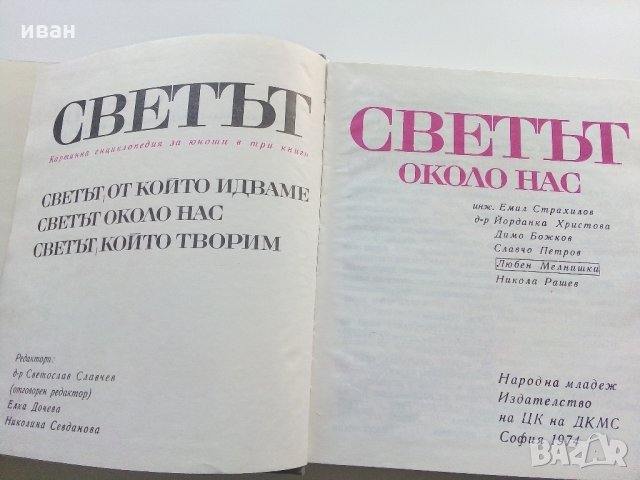 иван
СВЕТЪТ
Картинна енциклопедия за юноши в три книги
СВЕТЪТ, ОТ КОЙТО ИДВАМЕ
СВЕТЪТ ОКОЛО НАС
СВЕТЪТ, КОЙТО ТВОРИМ
Редактори:
д-р Светослав Славчев
(отговорен редактор)
Елка Дочева
Николина Севданова
СВЕТЪТ
ОКОЛО НАС
инж. Емил Страхилов
д-р Йорданка Христова
Димо Божков
Славчо Петров
Любен Мелнишки
Никола Рашев
Народна младеж
Издателство
на ЦК на ДКМС
София 1974
BAZAR